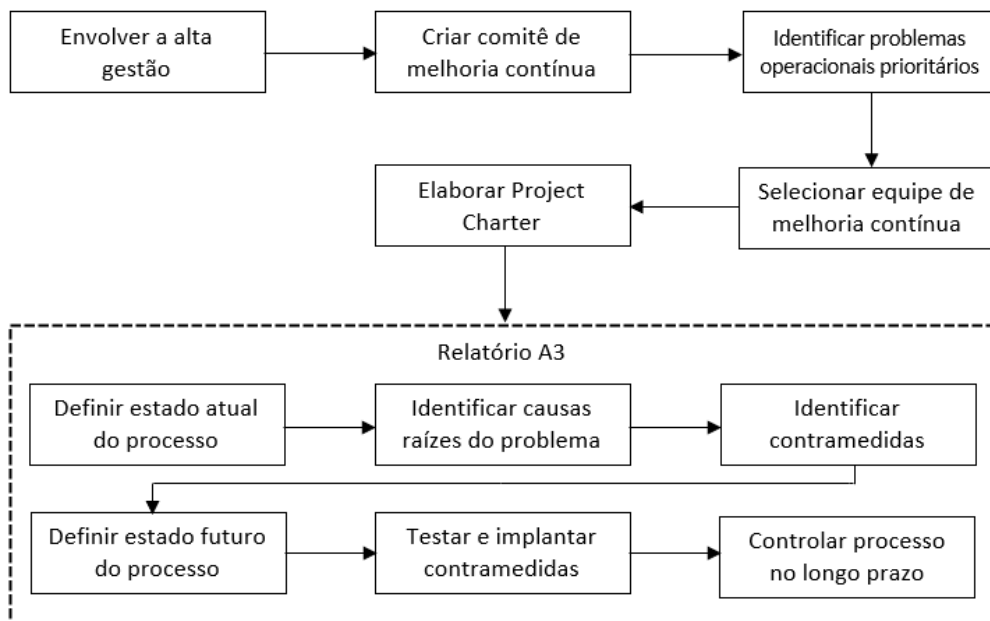 Envolver a alta
gestão
Criar comitê de
melhoria contínua
Identificar problemas
operacionais prioritários
Selecionar equipe de
melhoria contínua
Elaborar Project
Charter
Relatório A3
Definir estado atual
do processo
Identificar causas
raízes do problema
Identificar
contramedidas
Definir estado futuro
do processo
Testar e implantar
contramedidas
Controlar processo
no longo prazo